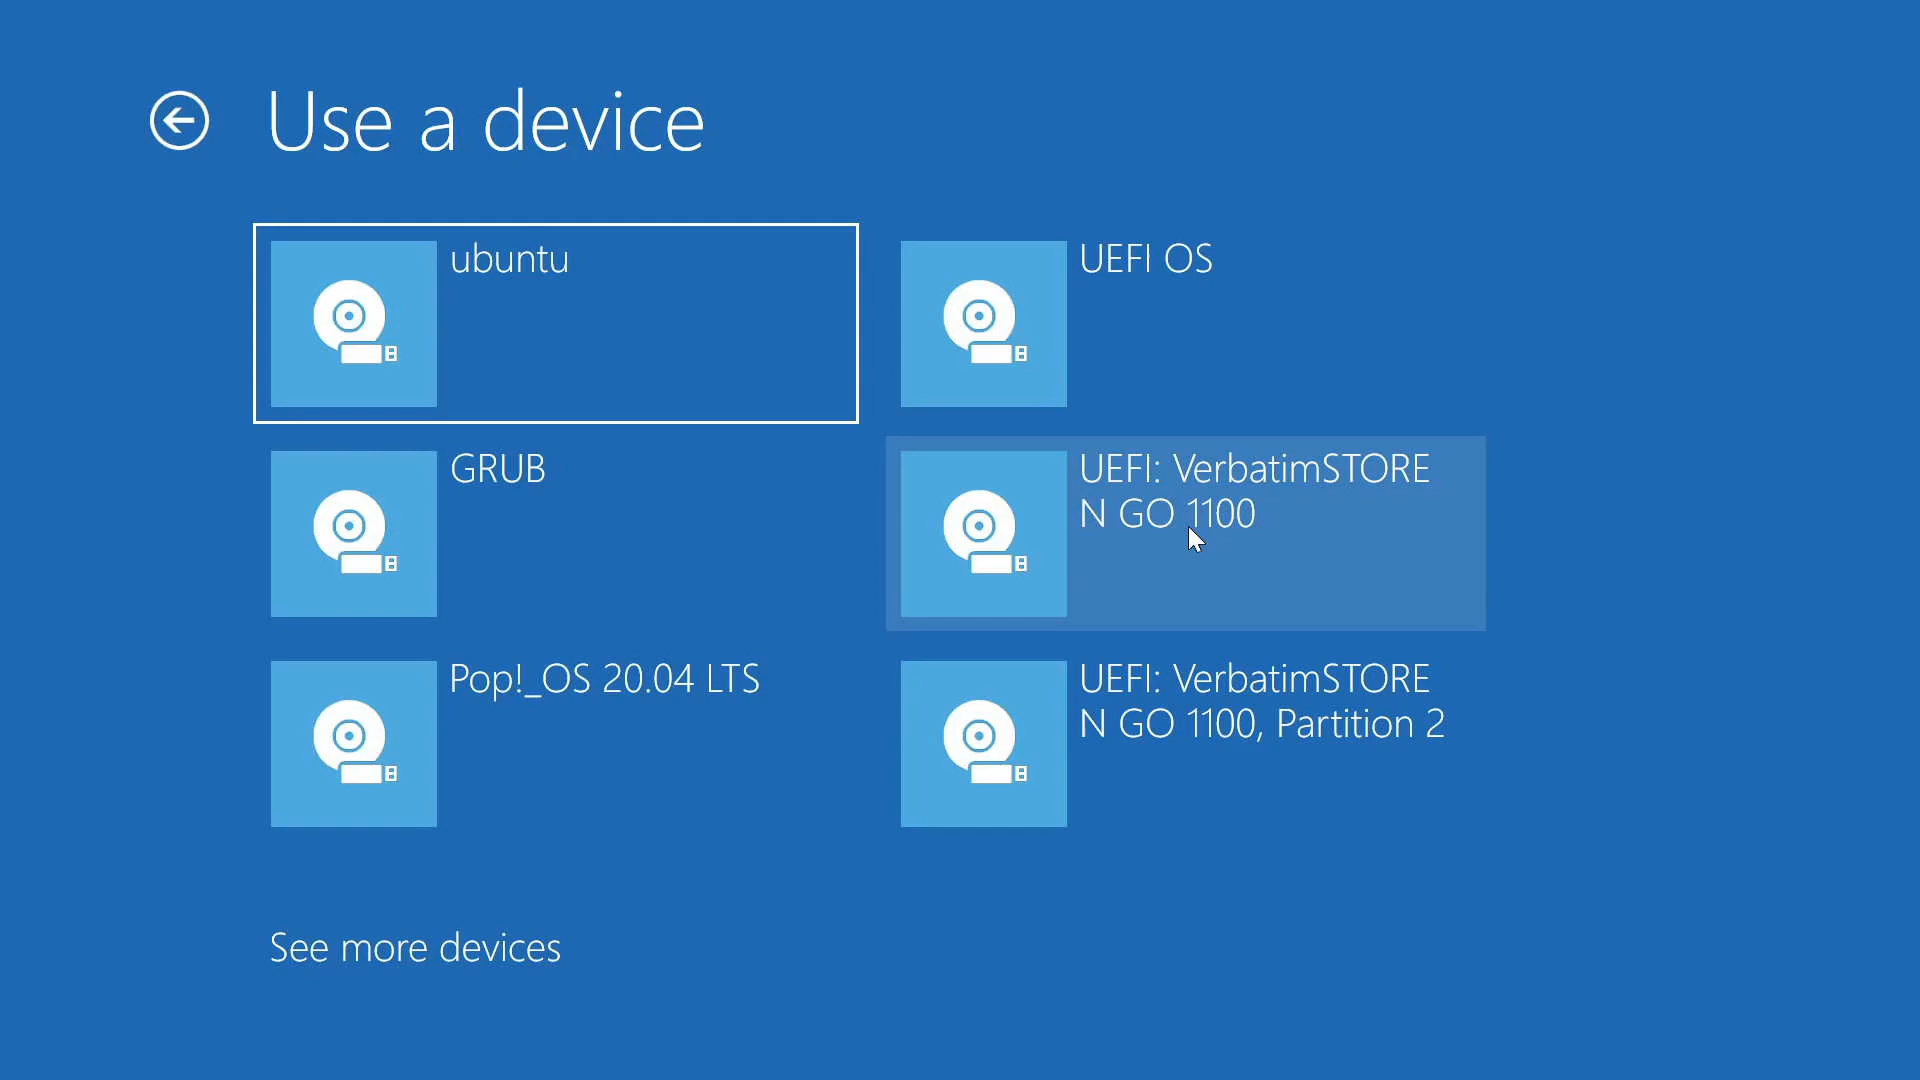 Use a device
ubuntu
UEFI OS
GRUB
UEFI: VerbatimSTORE
N GO 1100
Pop!_OS 20.04 LTS
UEFI: VerbatimSTORE
N GO 1100, Partition 2
See more devices